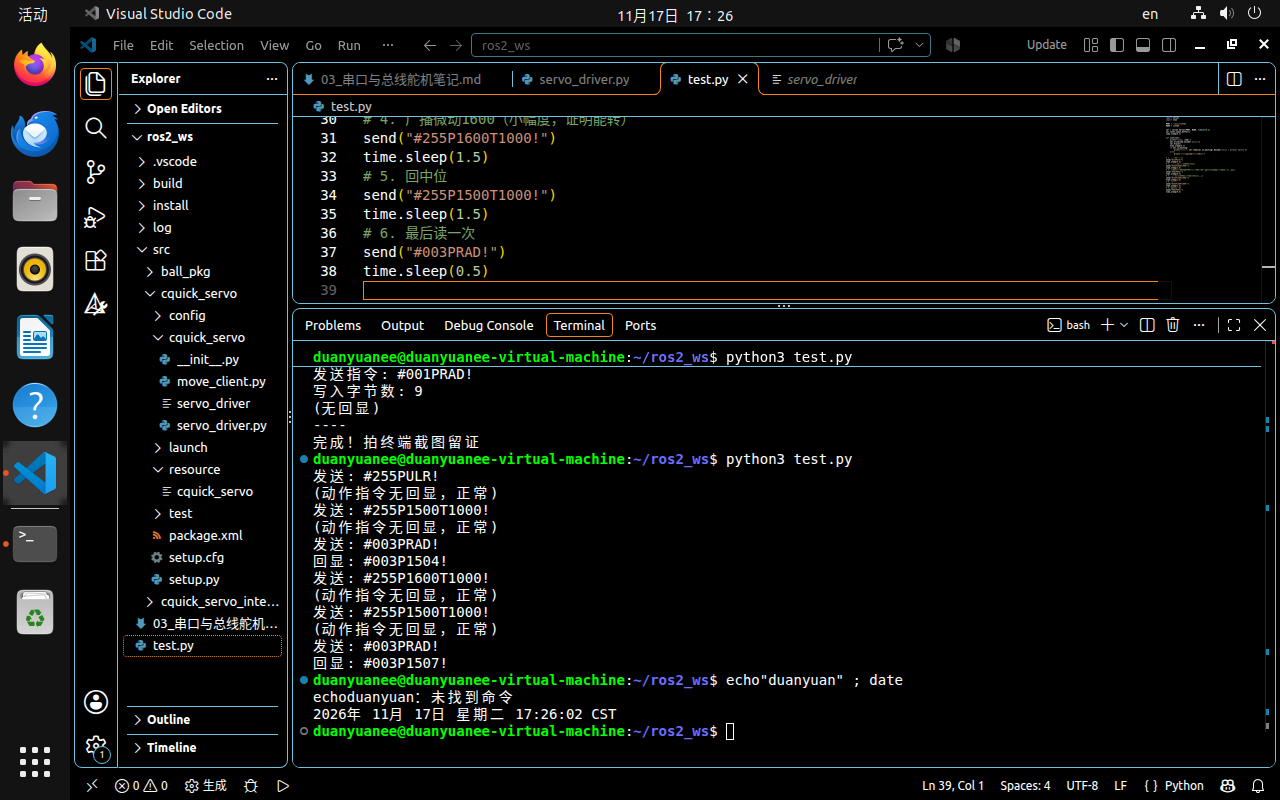 活动
Visual Studio Code
11月17日 17：26
en
File Edit Selection View Go Run ···
ros2_ws
Update
Explorer
Open Editors
ros2_ws
.vscode
build
install
log
src
ball_pkg
cquick_servo
config
cquick_servo
__init__.py
move_client.py
servo_driver
servo_driver.py
launch
resource
cquick_servo
test
package.xml
setup.cfg
setup.py
cquick_servo_inte...
03_串口与总线舵机...
test.py
Outline
Timeline
03_串口与总线舵机笔记.md
servo_driver.py
test.py
servo_driver
test.py
30 # 4. 广播微动1600（小幅度，证明能转）
31 send("#255P1600T1000!")
32 time.sleep(1.5)
33 # 5. 回中位
34 send("#255P1500T1000!")
35 time.sleep(1.5)
36 # 6. 最后读一次
37 send("#003PRAD!")
38 time.sleep(0.5)
39
Problems Output Debug Console Terminal Ports
bash
duanyuanee@duanyuanee-virtual-machine:~/ros2_ws$ python3 test.py
发送指令: #001PRAD!
写入字节数: 9
(无回显)
----
完成！拍终端截图留证
duanyuanee@duanyuanee-virtual-machine:~/ros2_ws$ python3 test.py
发送: #255PULR!
(动作指令无回显，正常)
发送: #255P1500T1000!
(动作指令无回显，正常)
发送: #003PRAD!
回显: #003P1504!
发送: #255P1600T1000!
(动作指令无回显，正常)
发送: #255P1500T1000!
(动作指令无回显，正常)
发送: #003PRAD!
回显: #003P1507!
duanyuanee@duanyuanee-virtual-machine:~/ros2_ws$ echo"duanyuan" ; date
echoduanyuan：未找到命令
2026年 11月 17日 星期二 17:26:02 CST
duanyuanee@duanyuanee-virtual-machine:~/ros2_ws$
1
0 0 生成
Ln 39, Col 1 Spaces: 4 UTF-8 LF { } Python